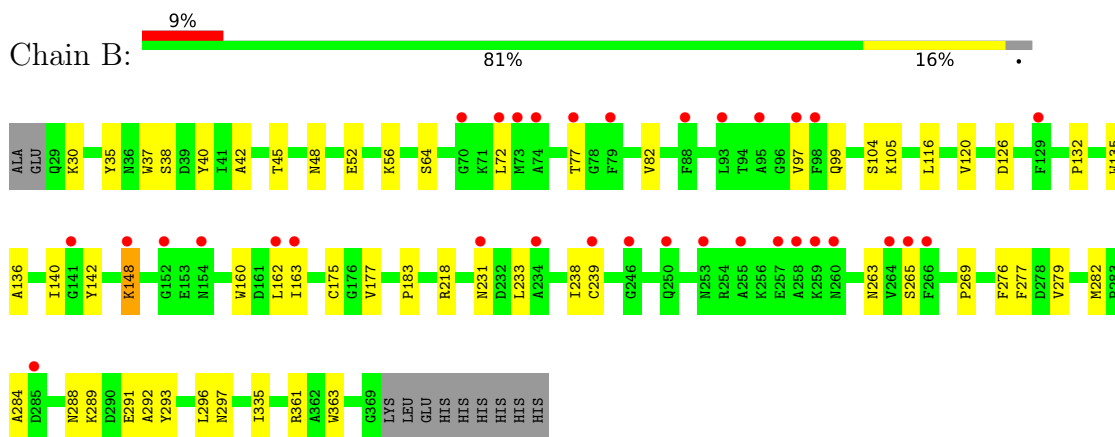 9%
Chain B:
81% 16% •
ALA GLU Q29 K30 Y35 N36 W37 S38 D39 Y40 I41 A42 T45 N48 E52 K56 S64 G70 K71 L72 M73 A74 T77 G78 F79 V82 F88 L93 T94 A95 G96 V97 F98 Q99 S104 K105 L116 V120 D126 F129 P132 W135
A136 I140 G141 Y142 K148 G152 E153 N154 W160 D161 L162 I163 C175 G176 V177 P183 R218 N231 D232 L233 A234 I238 C239 G246 Q250 N253 R254 A255 K256 E257 A258 K259 N260 N263 V264 S265 F266 P269 F276 F277 D278 V279 M282
A284 D285 N288 K289 D290 E291 A292 Y293 L296 N297 I335 R361 A362 W363 G369 LYS LEU GLU HIS HIS HIS HIS HIS HIS